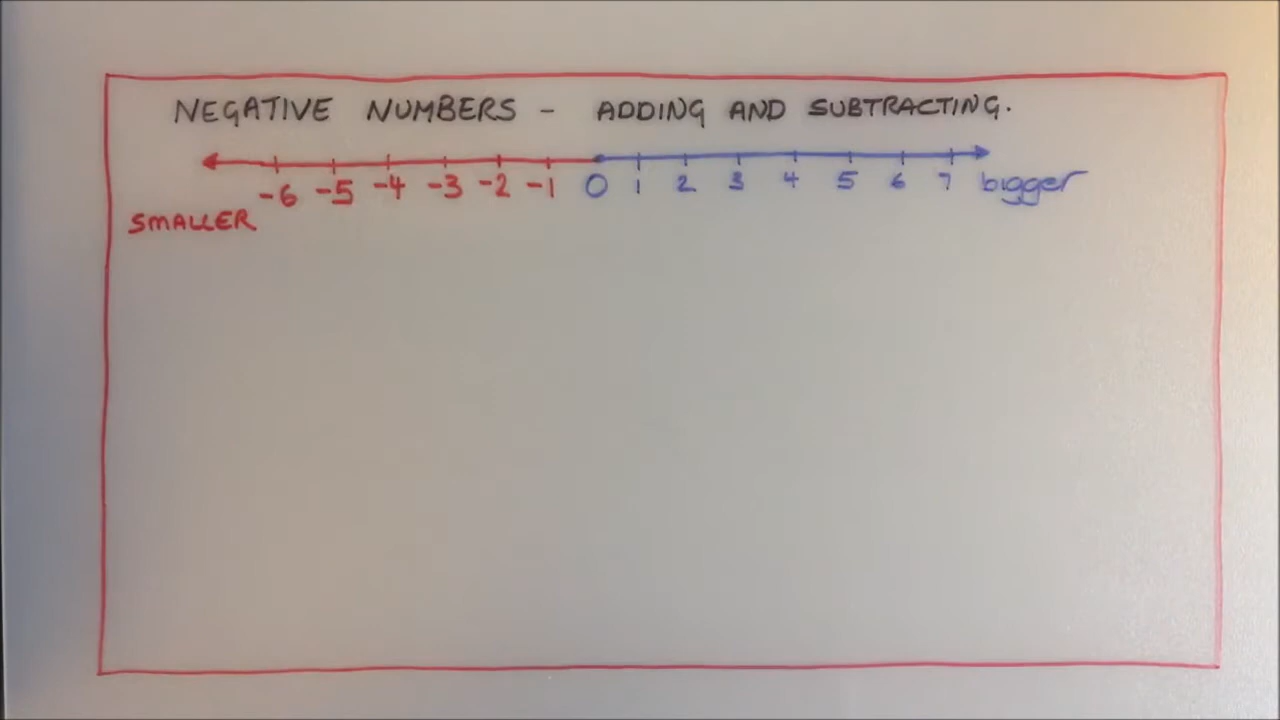 NEGATIVE NUMBERS - ADDING AND SUBTRACTING.
-6 -5 -4 -3 -2 -1 0 1 2 3 4 5 6 7 bigger
SMALLER